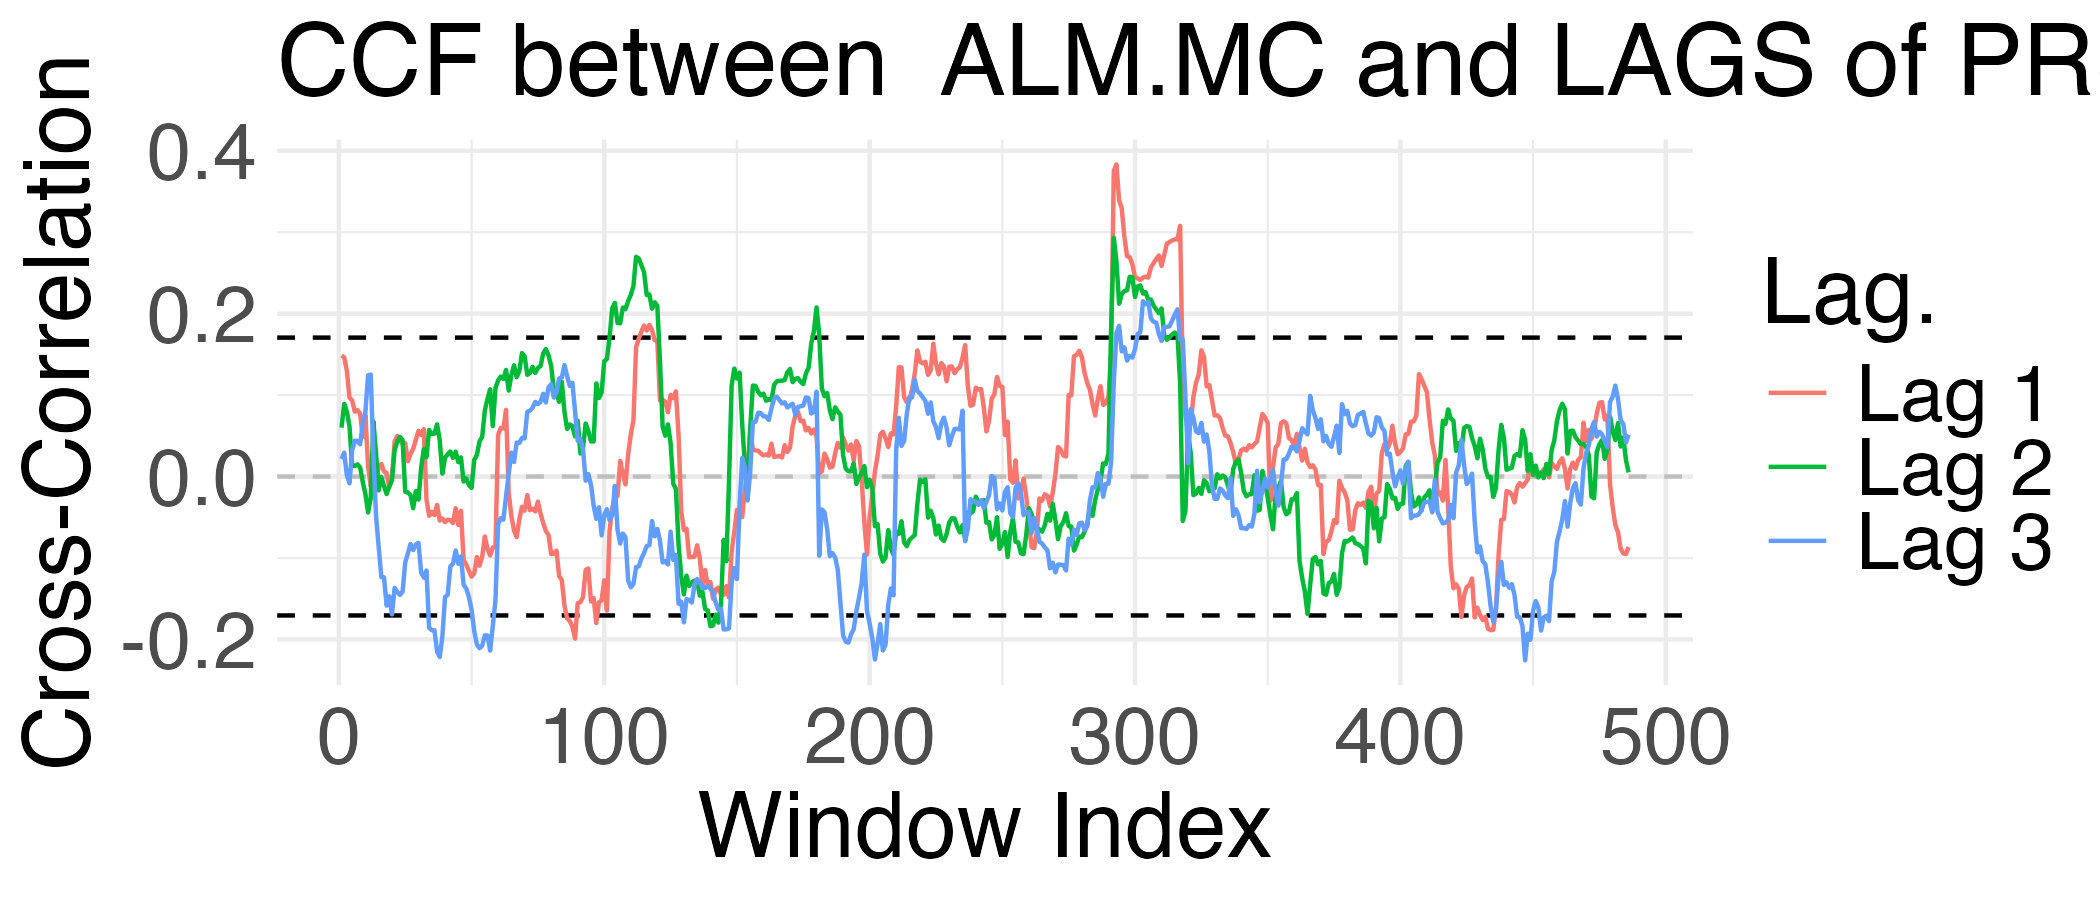 CCF between  ALM.MC and LAGS of PR
Cross-Correlation
0.4
0.2
0.0
-0.2
0 100 200 300 400 500
Window Index
Lag.
Lag 1
Lag 2
Lag 3